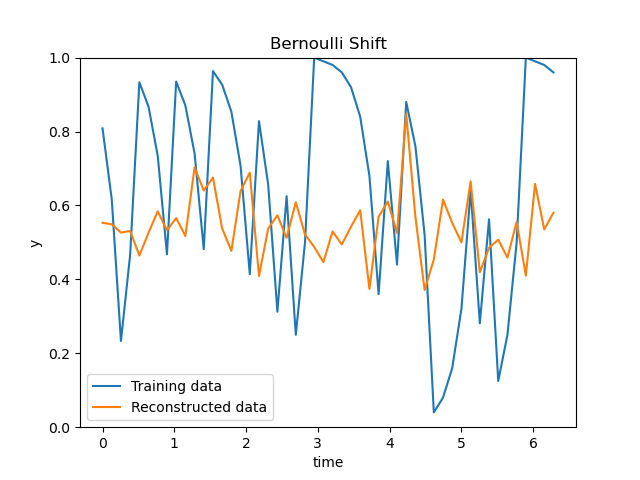 Bernoulli Shift
1.0
0.8
0.6
0.4
0.2
0.0
y
Training data
Reconstructed data
0 1 2 3 4 5 6
time